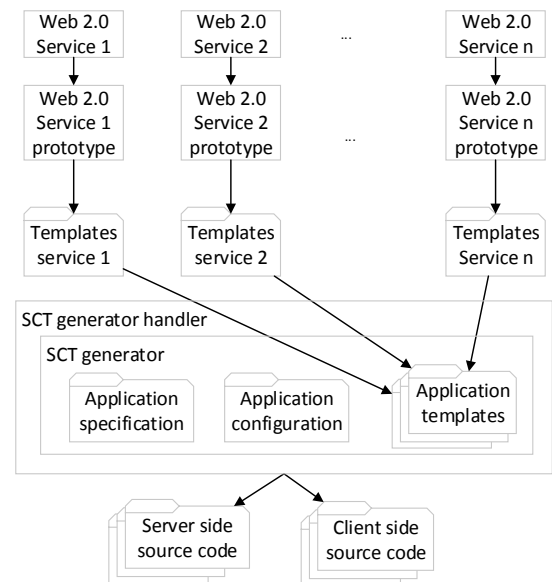 Web 2.0
Service 1
Web 2.0
Service 2
...
Web 2.0
Service n
Web 2.0
Service 1
prototype
Web 2.0
Service 2
prototype
...
Web 2.0
Service n
prototype
Templates
service 1
Templates
service 2
Templates
Service n
SCT generator handler
SCT generator
Application
specification
Application
configuration
Application
templates
Server side
source code
Client side
source code